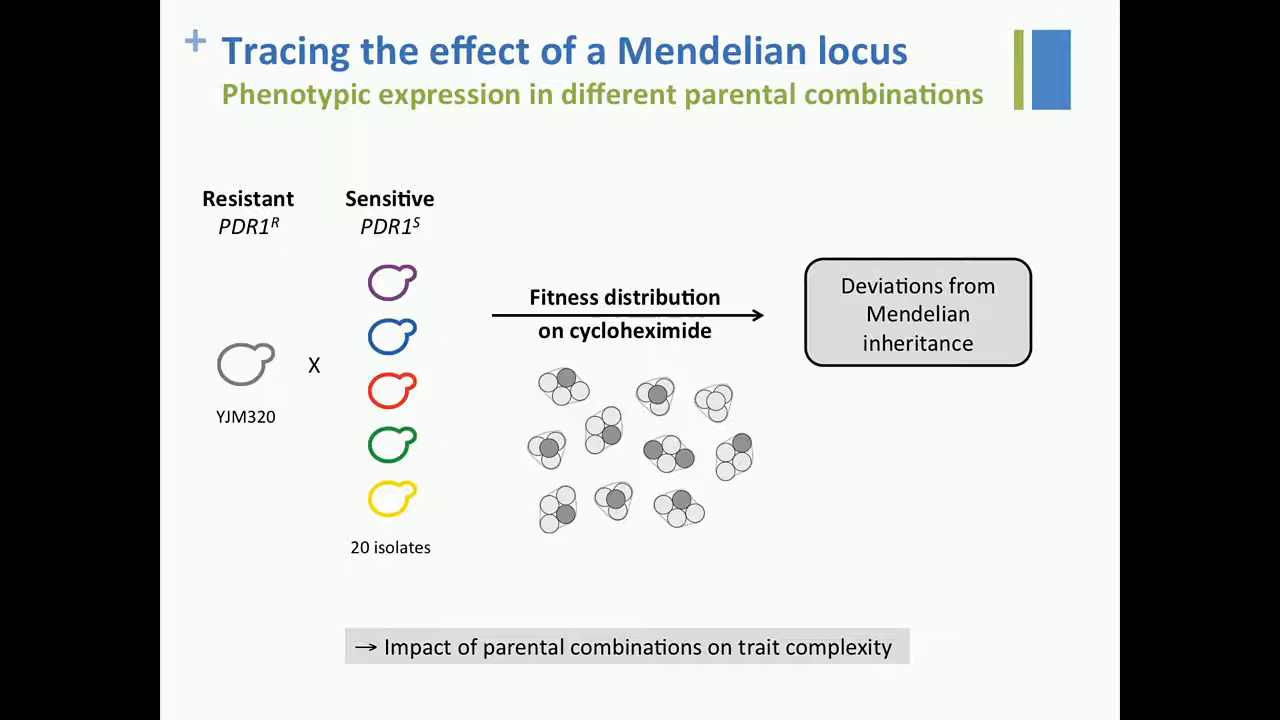 + Tracing the effect of a Mendelian locus
Phenotypic expression in different parental combinations
Resistant
PDR1ᴿ
Sensitive
PDR1ˢ
X
YJM320
20 isolates
Fitness distribution
on cycloheximide
Deviations from
Mendelian
inheritance
→ Impact of parental combinations on trait complexity